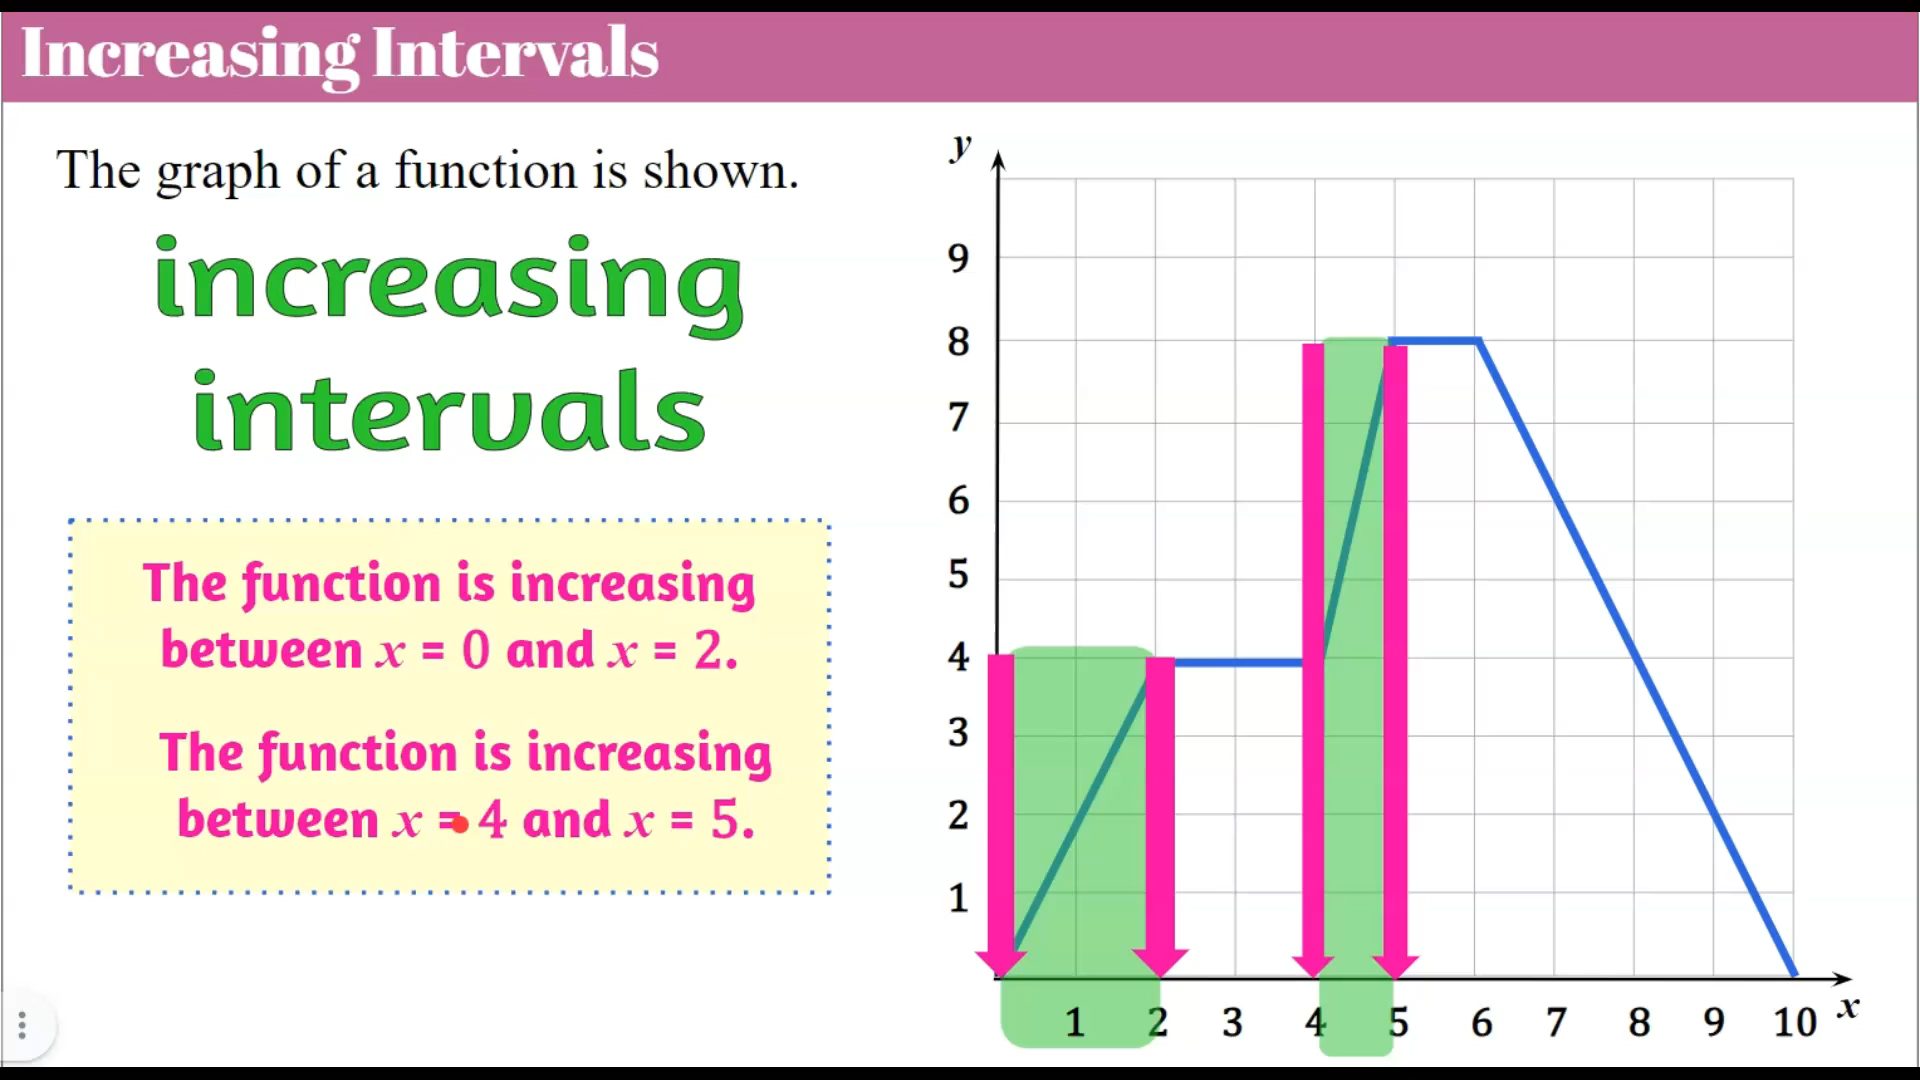 Increasing Intervals
The graph of a function is shown.
increasing
intervals
The function is increasing
between x = 0 and x = 2.
The function is increasing
between x = 4 and x = 5.
y
9
8
7
6
5
4
3
2
1
1 2 3 4 5 6 7 8 9 10 x